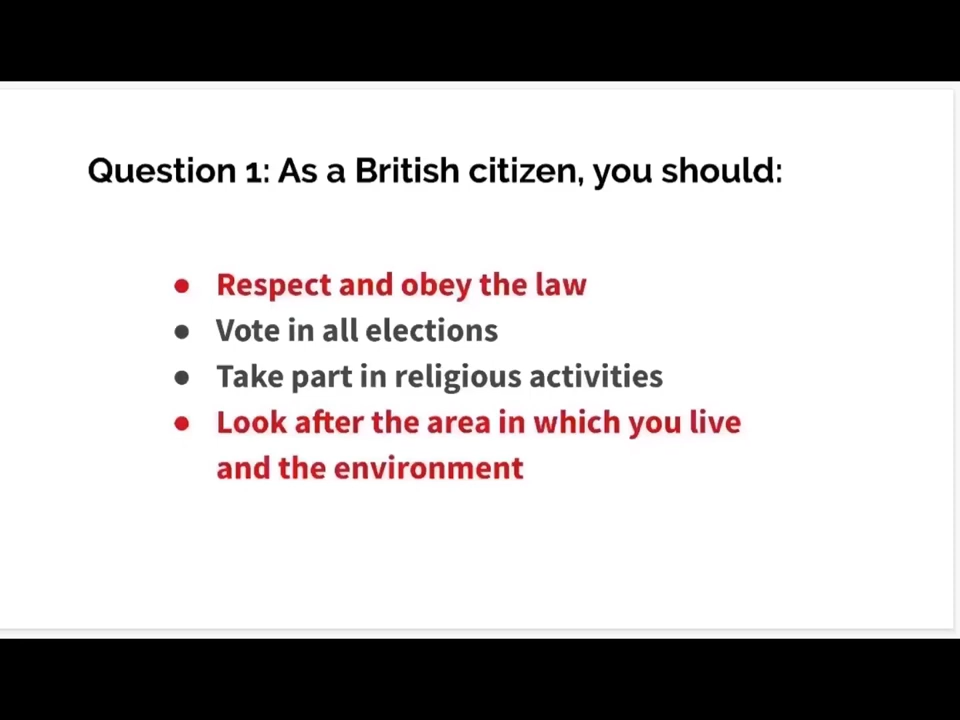 Question 1: As a British citizen, you should:
● Respect and obey the law
● Vote in all elections
● Take part in religious activities
● Look after the area in which you live
and the environment